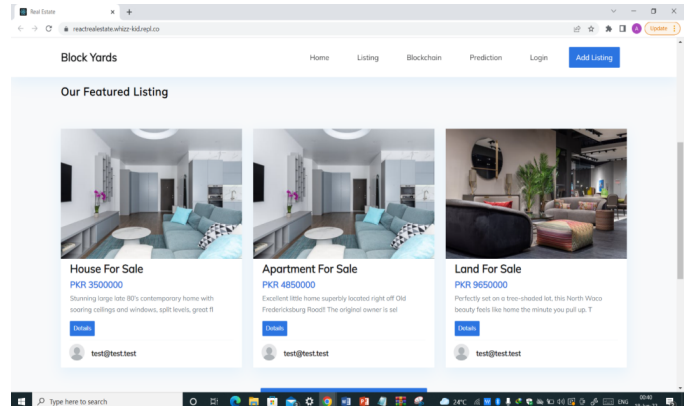 Real Estate
reactrealestate.whizz-kid.repl.co
Update
Block Yards
Home Listing Blockchain Prediction Login Add Listing
Our Featured Listing
House For Sale
PKR 3500000
Stunning large late 80's contemporary home with
soaring ceilings and windows, split levels, great fl
Details
test@test.test
Apartment For Sale
PKR 4850000
Excellent little home superbly located right off Old
Fredericksburg Road!! The original owner is sel
Details
test@test.test
Land For Sale
PKR 9650000
Perfectly set on a tree-shaded lot, this North Waco
beauty feels like home the minute you pull up. T
Details
test@test.test
Type here to search
24°C
ENG
00:40